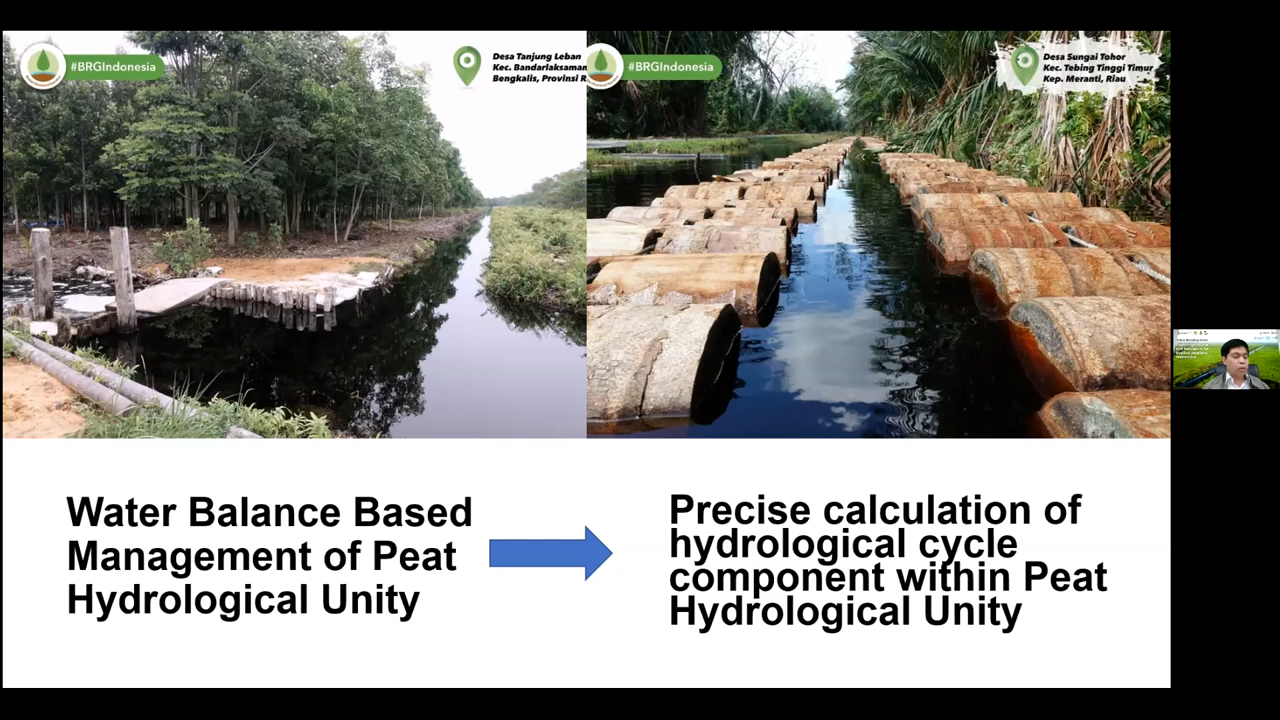 #BRGIndonesia
Desa Tanjung Leban
Kec. Bandarlaksaman
Bengkalis, Provinsi R
#BRGIndonesia
Desa Sungai Tohor
Kec. Tebing Tinggi Timur
Kep. Meranti, Riau
Water Balance Based
Management of Peat
Hydrological Unity
Precise calculation of
hydrological cycle
component within Peat
Hydrological Unity